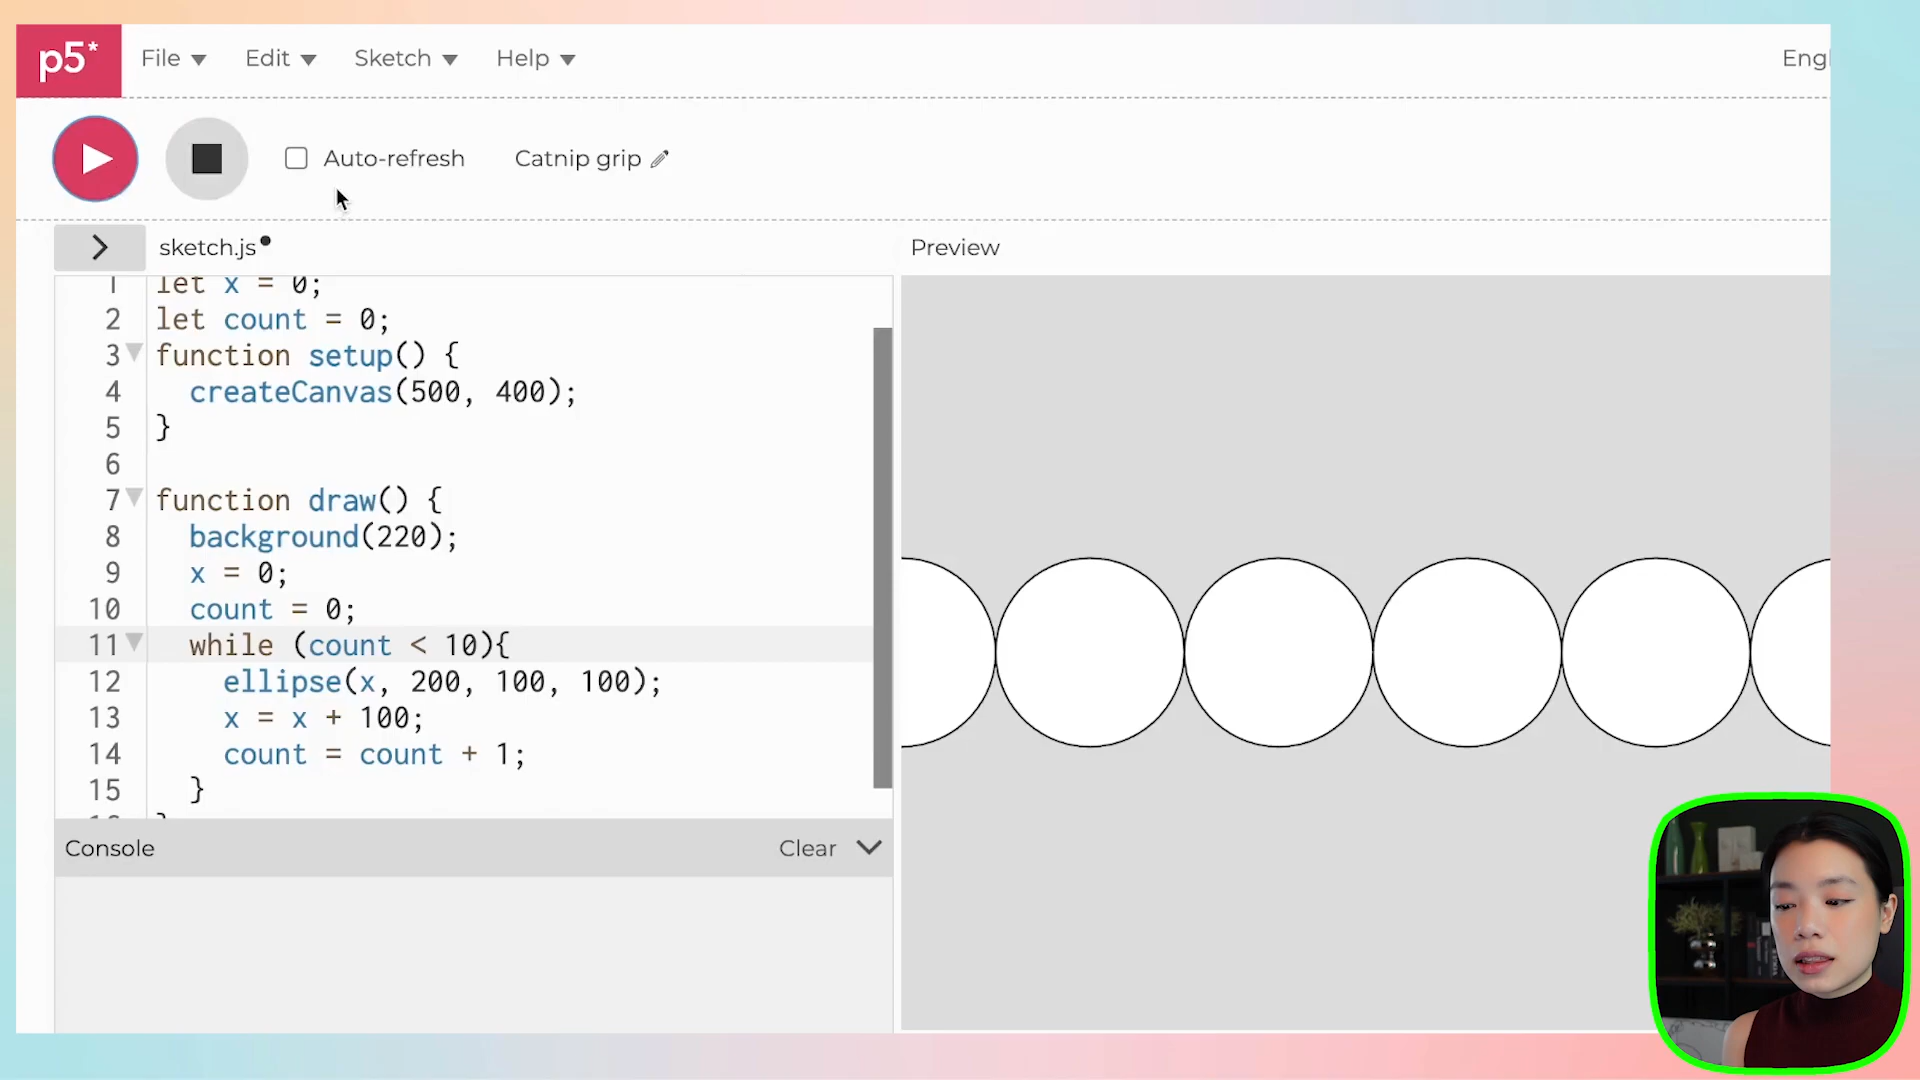 p5* File Edit Sketch Help Engl
Auto-refresh Catnip grip
sketch.js Preview
1 let x = 0;
2 let count = 0;
3 function setup() {
4 createCanvas(500, 400);
5 }
6
7 function draw() {
8 background(220);
9 x = 0;
10 count = 0;
11 while (count < 10){
12 ellipse(x, 200, 100, 100);
13 x = x + 100;
14 count = count + 1;
15 }
Console Clear